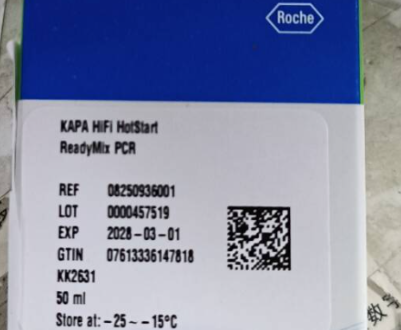 Roche
KAPA HiFi HotStart
ReadyMix PCR
REF 08250936001
LOT 0000457519
EXP 2028-03-01
GTIN 07613336147818
KK2631
50 ml
Store at: -25 ~ -15°C
数